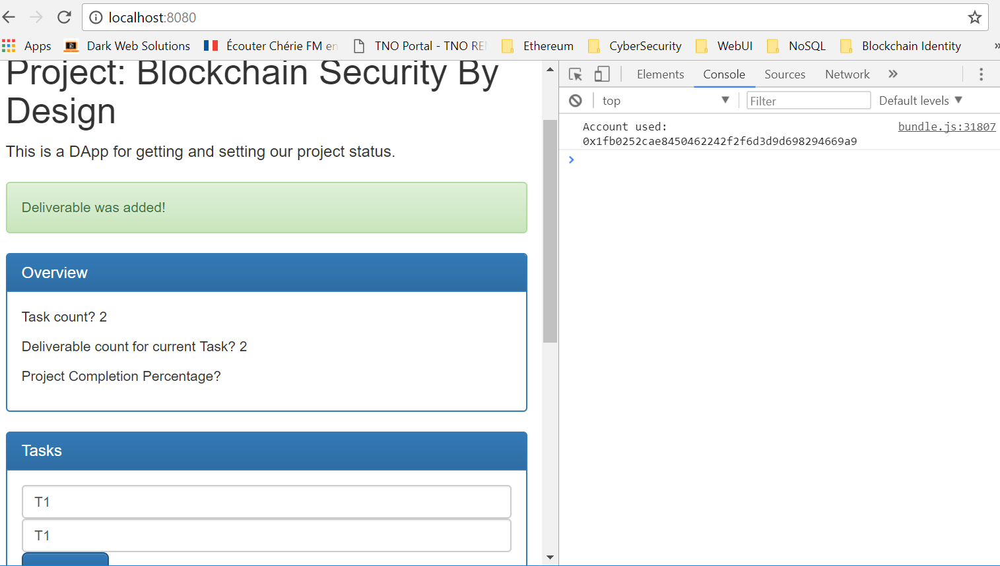 localhost:8080
Apps Dark Web Solutions Écouter Chérie FM en TNO Portal - TNO RE Ethereum CyberSecurity WebUI NoSQL Blockchain Identity »
Project: Blockchain Security By
Design
This is a DApp for getting and setting our project status.
Deliverable was added!
Overview
Task count? 2
Deliverable count for current Task? 2
Project Completion Percentage?
Tasks
T1
T1
Elements Console Sources Network »
top Filter Default levels
Account used: bundle.js:31807
0x1fb0252cae8450462242f2f6d3d9d698294669a9